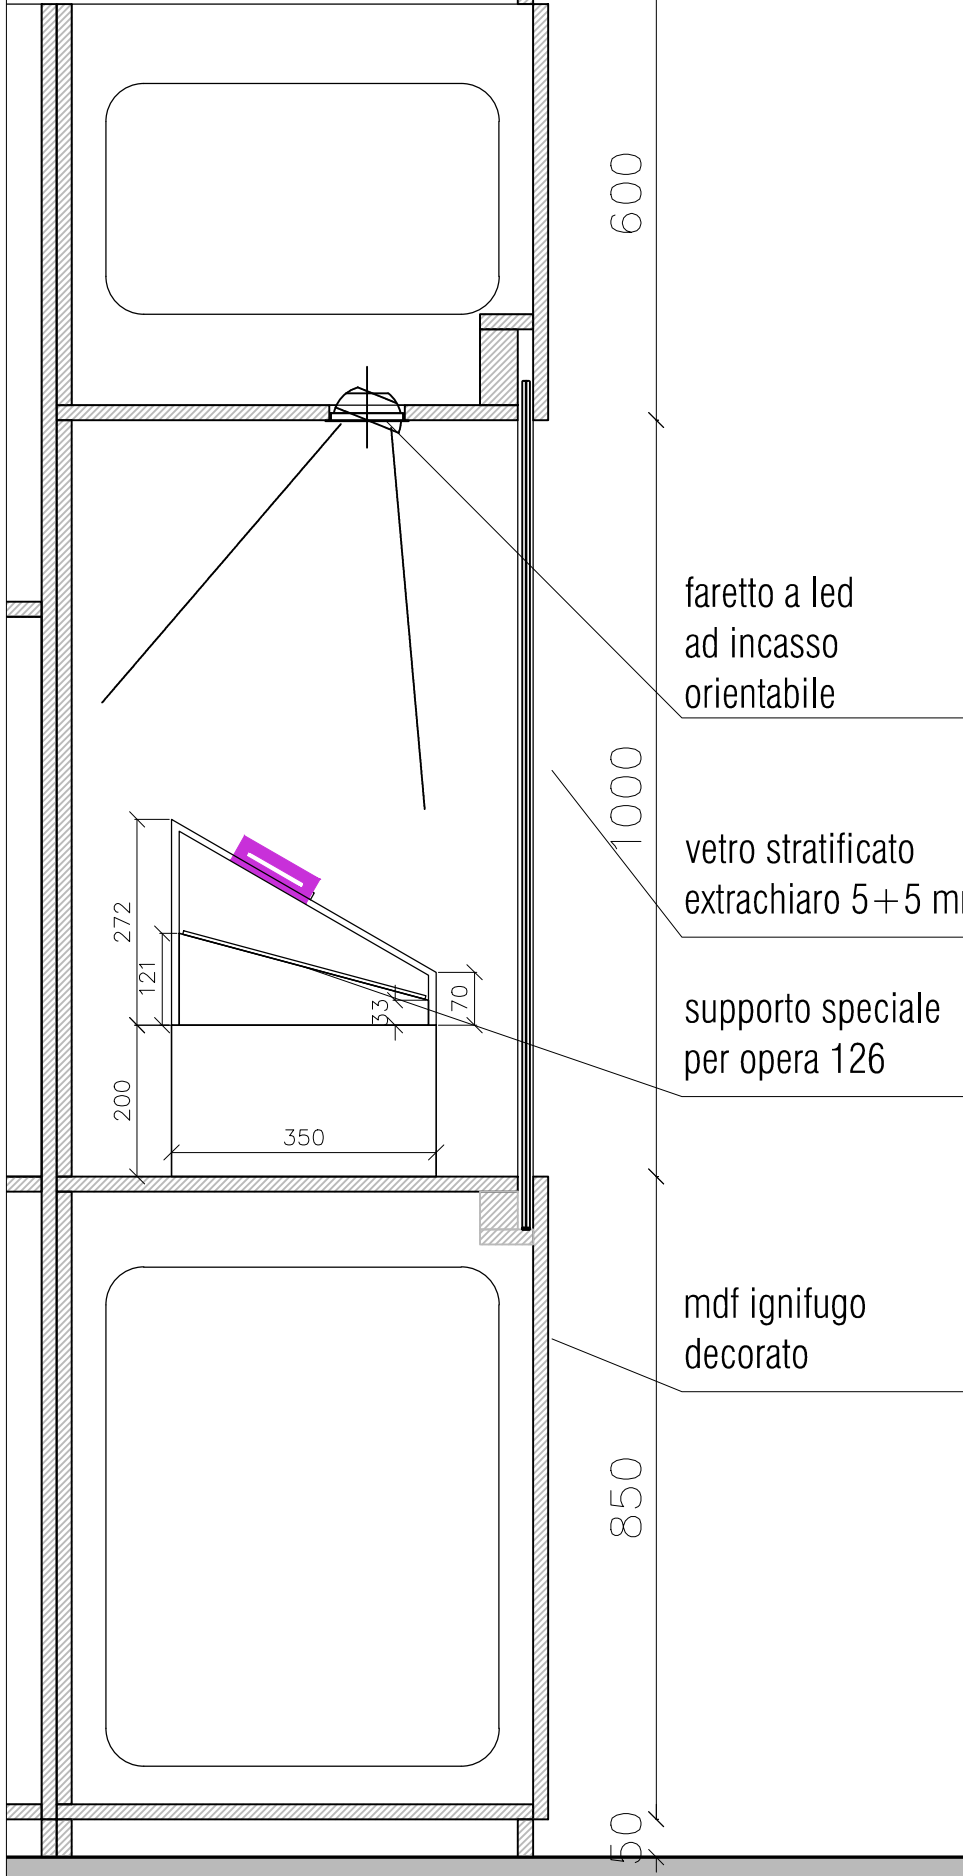 600
faretto a led
ad incasso
orientabile
1000
vetro stratificato
extrachiaro 5+5
272
121
33
70
supporto speciale
per opera 126
200
350
mdf ignifugo
decorato
850
50